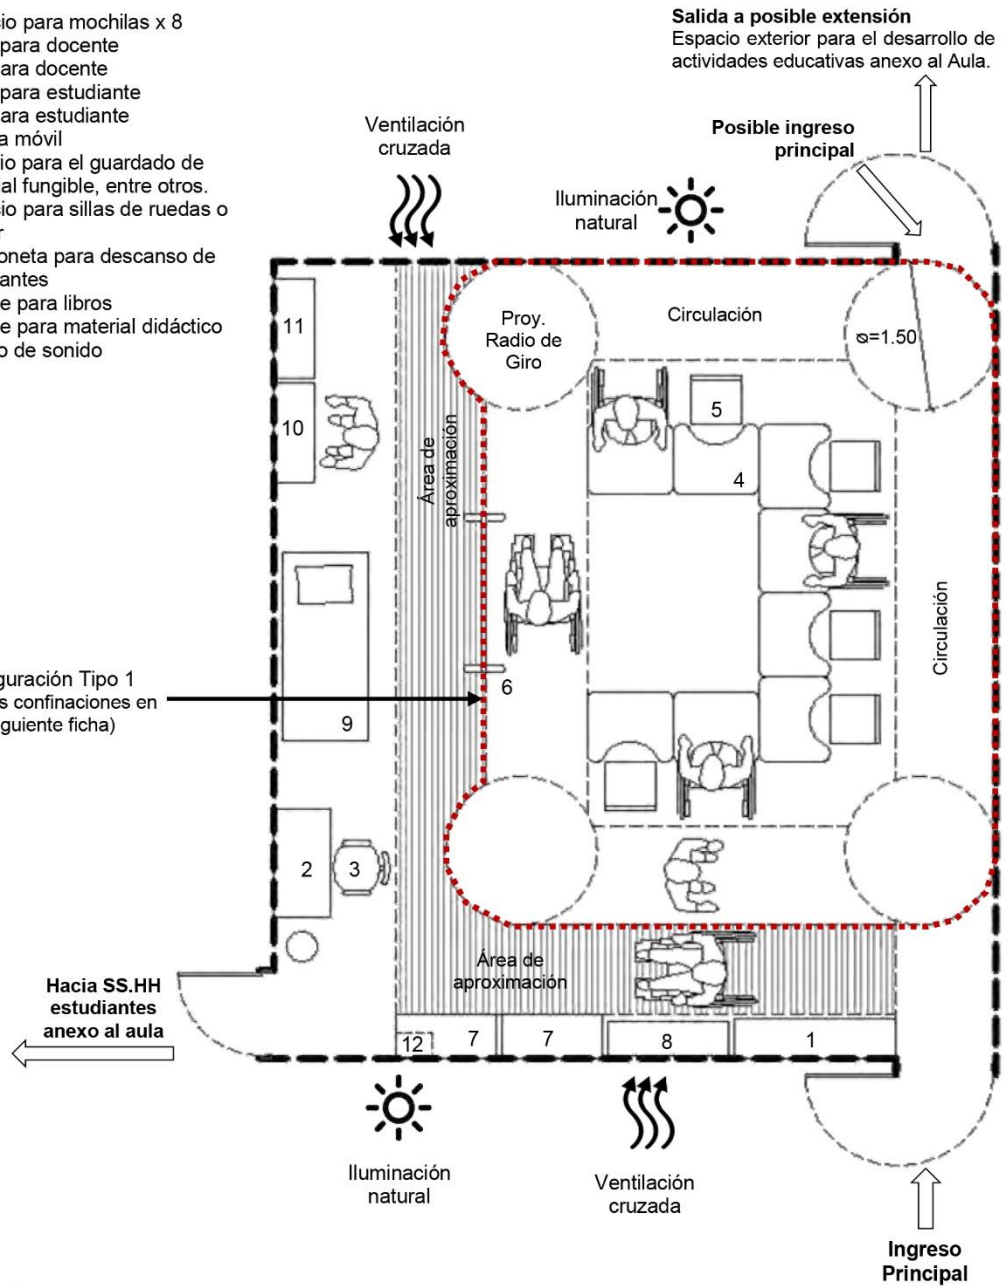 io para mochilas x 8
para docente
ara docente
para estudiante
ara estudiante
a móvil
io para el guardado de
al fungible, entre otros.
io para sillas de ruedas o
r
oneta para descanso de
antes
e para libros
e para material didáctico
o de sonido
Salida a posible extensión
Espacio exterior para el desarrollo de
actividades educativas anexo al Aula.
Posible ingreso
principal
Ventilación
cruzada
Iluminación
natural
11
10
Proy.
Radio de
Giro
Circulación
ø=1.50
5
4
Área de
aproximación
Circulación
6
guración Tipo 1
s confinaciones en
guiente ficha)
9
2
3
Área de
aproximación
Hacia SS.HH
estudiantes
anexo al aula
12
7
7
8
1
Iluminación
natural
Ventilación
cruzada
Ingreso
Principal